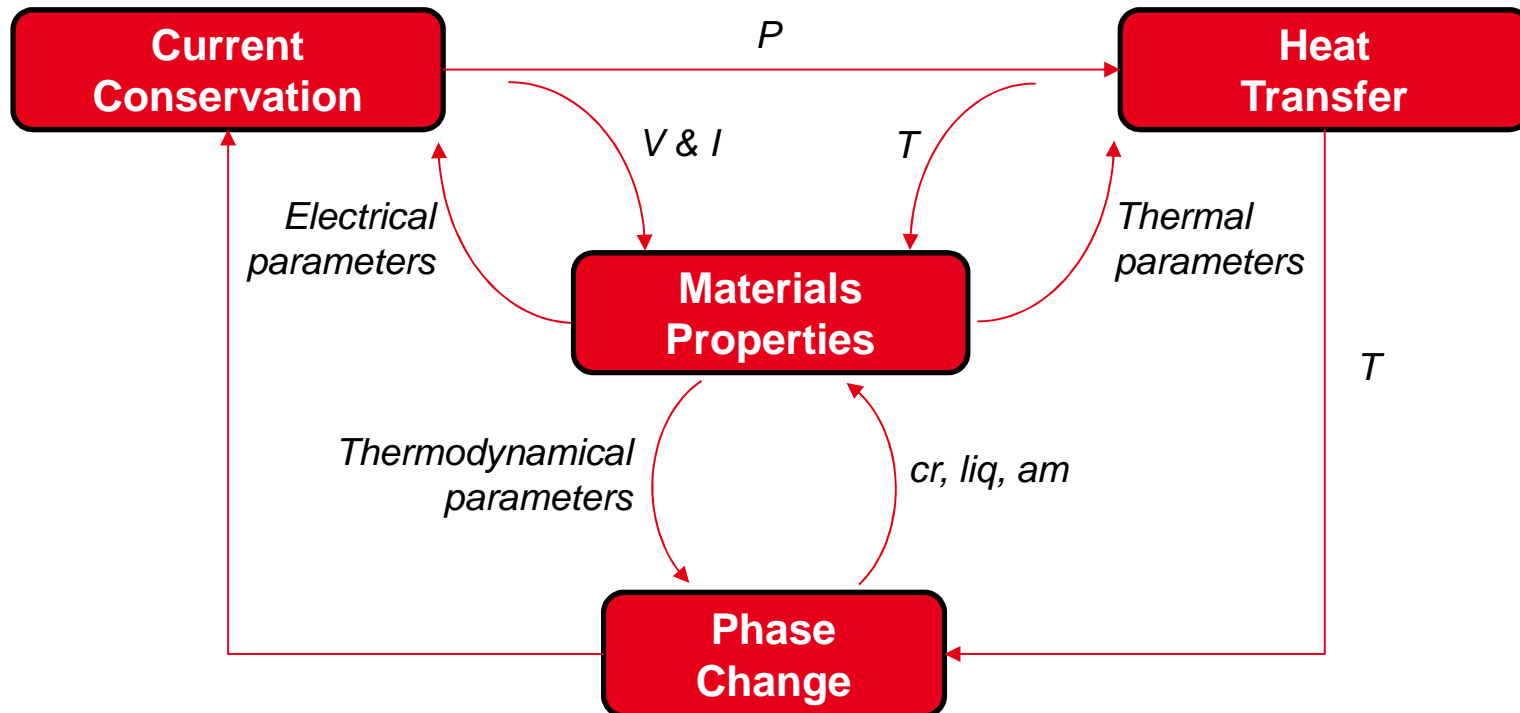 Current
Conservation
P
Heat
Transfer
V & I
T
Electrical
parameters
Thermal
parameters
Materials
Properties
T
Thermodynamical
parameters
cr, liq, am
Phase
Change